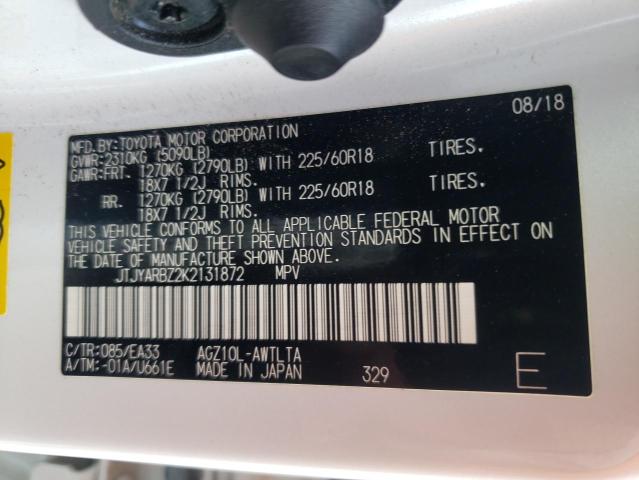 08/18
MFD.BY:TOYOTA MOTOR CORPORATION
GVWR:2310KG (5090LB)
GAWR:FRT. 1270KG (2790LB) WITH 225/60R18 TIRES.
18X7 1/2J RIMS.
RR. 1270KG (2790LB) WITH 225/60R18 TIRES.
18X7 1/2J RIMS.
THIS VEHICLE CONFORMS TO ALL APPLICABLE FEDERAL MOTOR
VEHICLE SAFETY AND THEFT PREVENTION STANDARDS IN EFFECT ON
THE DATE OF MANUFACTURE SHOWN ABOVE.
JTJYARBZ2K2131872 MPV
C/TR:085/EA33 AGZ10L-AWTLTA
A/TM:-01A/U661E MADE IN JAPAN 329 E